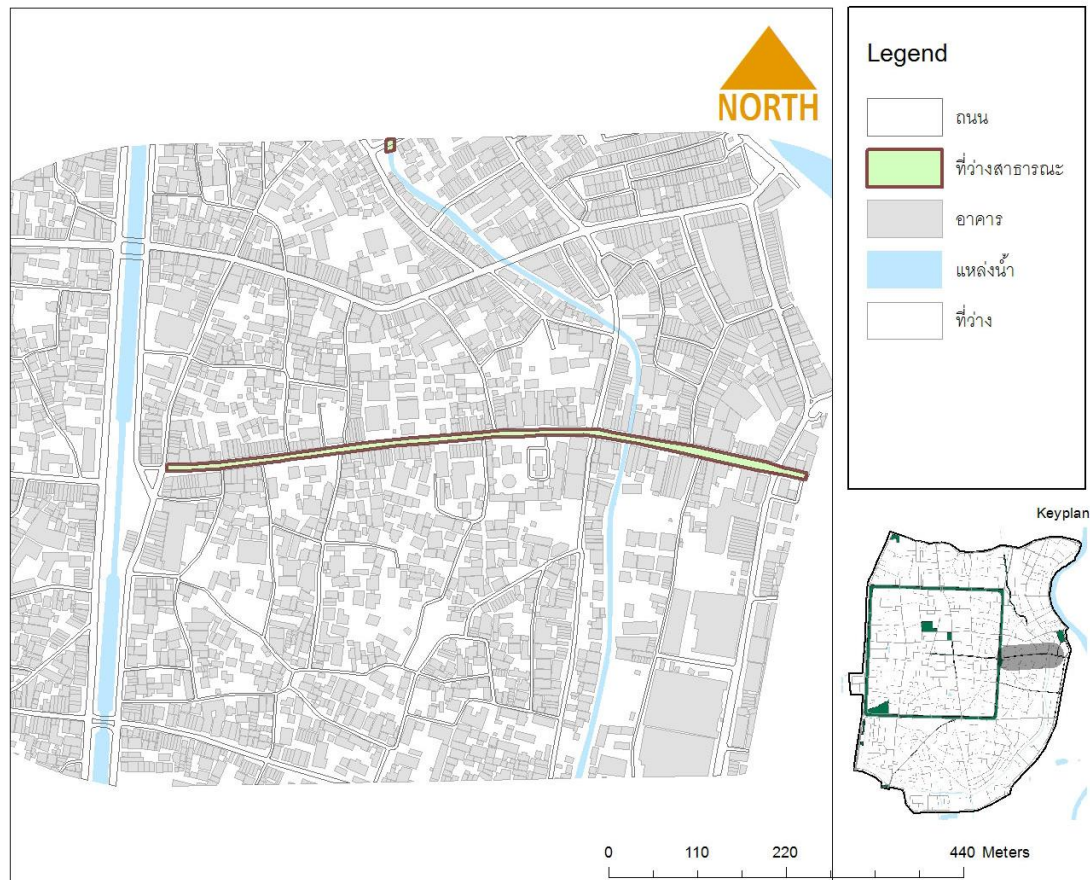 NORTH
Legend
ถนน
ที่ว่างสาธารณะ
อาคาร
แหล่งน้ำ
ที่ว่าง
Keyplan
0 110 220 440 Meters